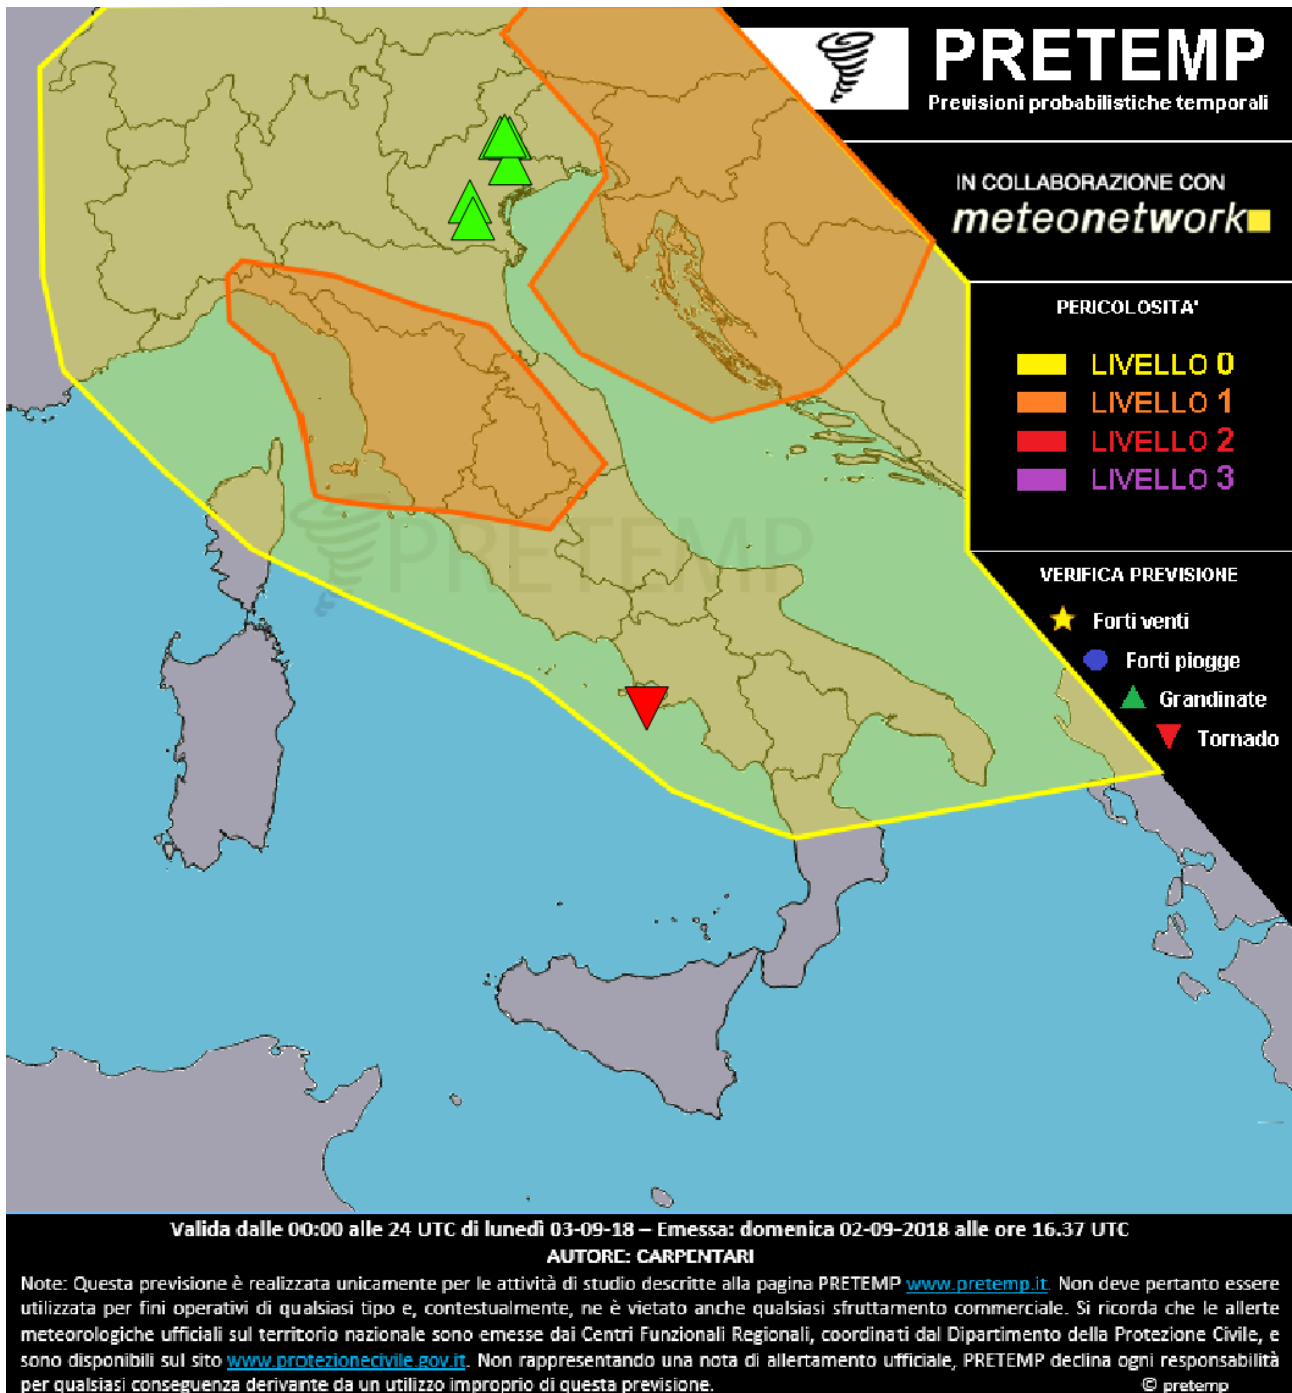 PRETEMP
Previsioni probabilistiche temporali
IN COLLABORAZIONE CON
meteonetwork
PERICOLOSITA'
LIVELLO 0
LIVELLO 1
LIVELLO 2
LIVELLO 3
PRETEMP
VERIFICA PREVISIONE
Forti venti
Forti piogge
Grandinate
Tornado
Valida dalle 00:00 alle 24 UTC di lunedì 03-09-18 – Emessa: domenica 02-09-2018 alle ore 16.37 UTC
AUTORE: CARPENTARI
Note: Questa previsione è realizzata unicamente per le attività di studio descritte alla pagina PRETEMP www.pretemp.it. Non deve pertanto essere
utilizzata per fini operativi di qualsiasi tipo e, contestualmente, ne è vietato anche qualsiasi sfruttamento commerciale. Si ricorda che le allerte
meteorologiche ufficiali sul territorio nazionale sono emesse dai Centri Funzionali Regionali, coordinati dal Dipartimento della Protezione Civile, e
sono disponibili sul sito www.protezionecivile.gov.it. Non rappresentando una nota di allertamento ufficiale, PRETEMP declina ogni responsabilità
per qualsiasi conseguenza derivante da un utilizzo improprio di questa previsione.
© pretemp